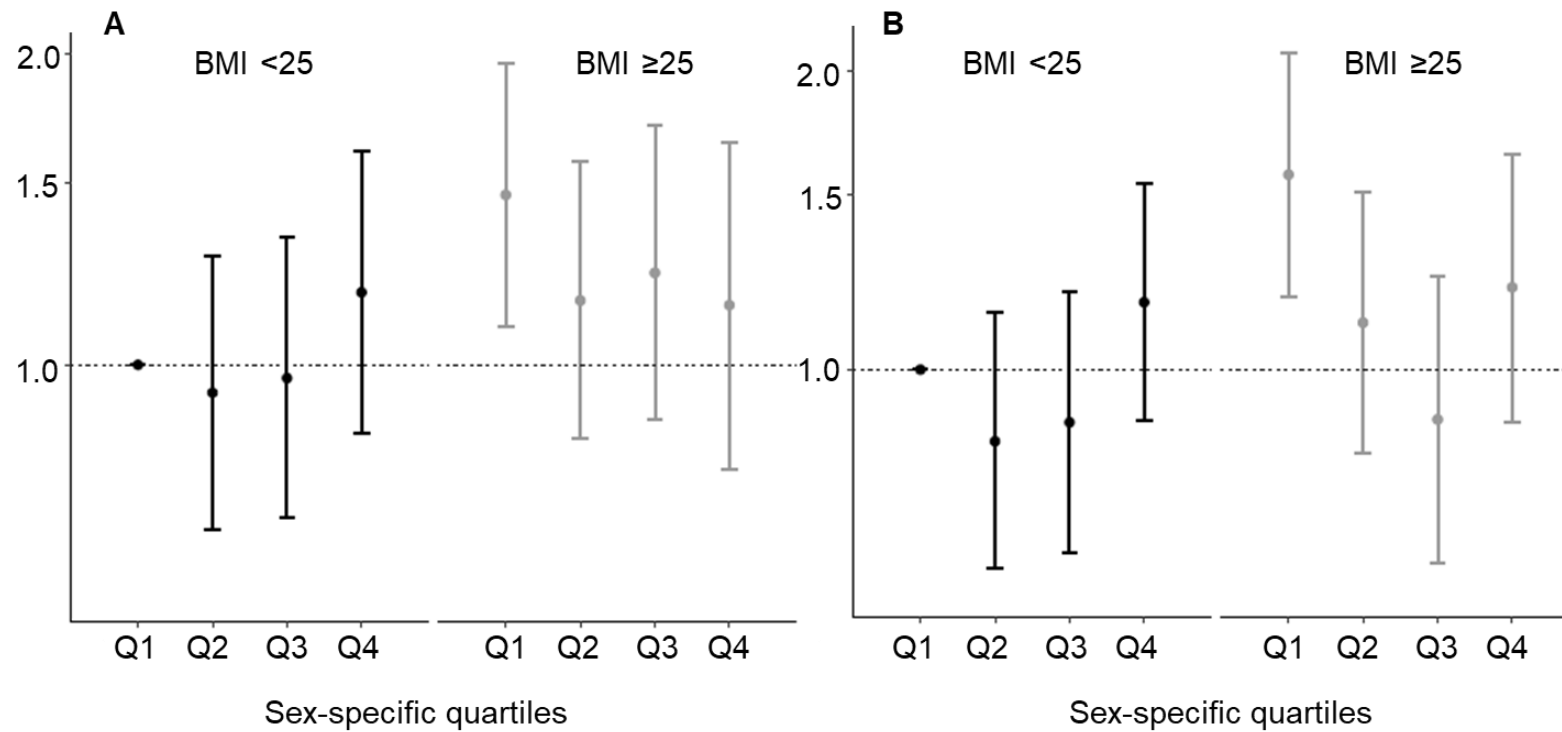 A
BMI <25
BMI ≥25
2.0
1.5
1.0
Q1 Q2 Q3 Q4 Q1 Q2 Q3 Q4
Sex-specific quartiles
B
BMI <25
BMI ≥25
2.0
1.5
1.0
Q1 Q2 Q3 Q4 Q1 Q2 Q3 Q4
Sex-specific quartiles